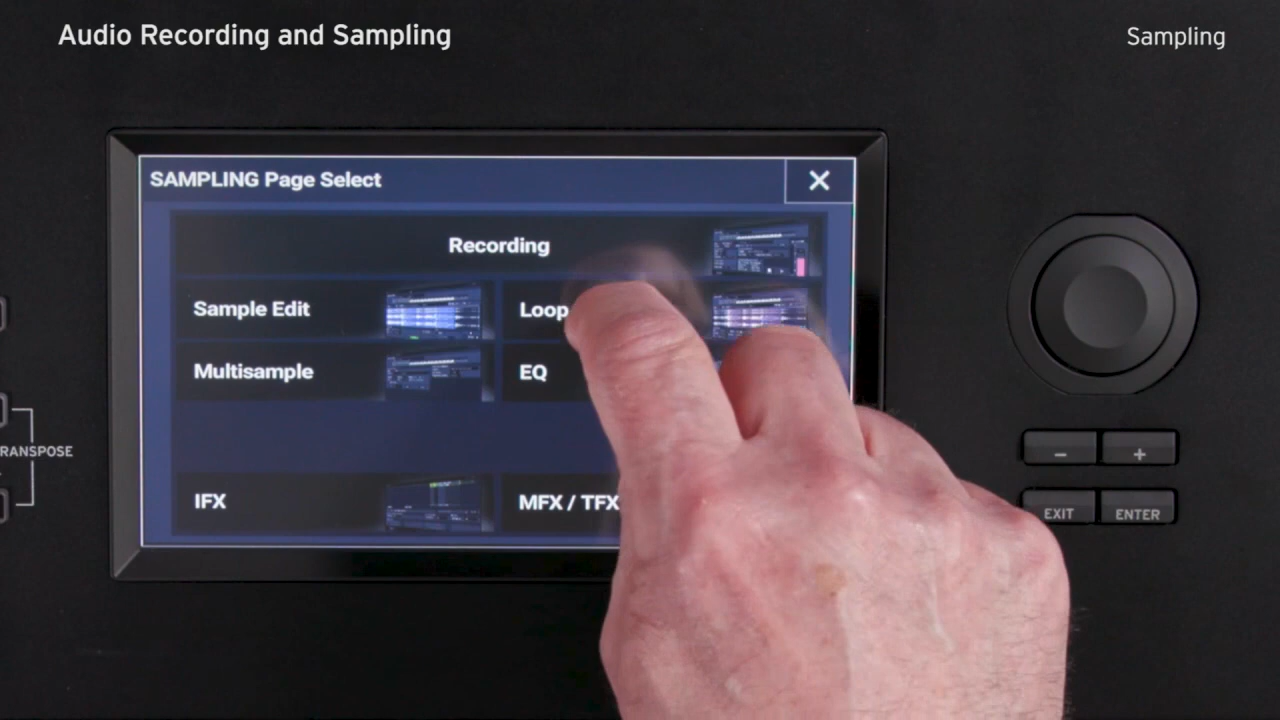 Audio Recording and Sampling
Sampling
SAMPLING Page Select
Recording
Sample Edit
Loop
Multisample
EQ
IFX
MFX / TFX
RANSPOSE
-
+
EXIT
ENTER